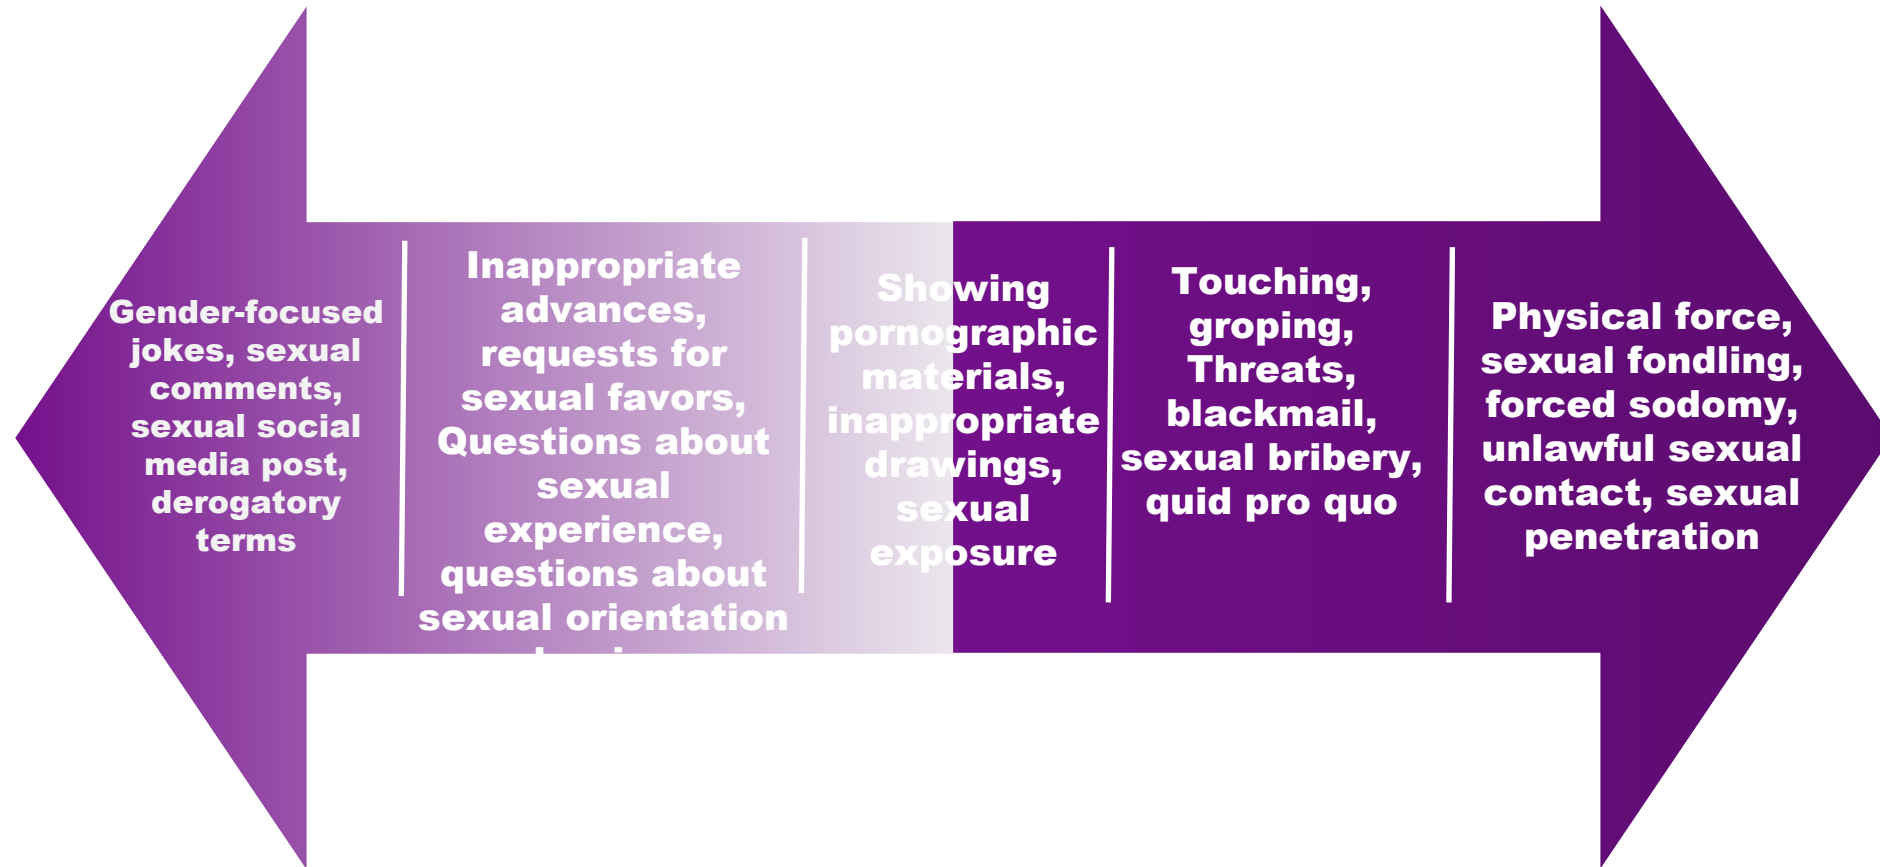 Gender-focused
jokes, sexual
comments,
sexual social
media post,
derogatory
terms
Inappropriate
advances,
requests for
sexual favors,
Questions about
sexual
experience,
questions about
sexual orientation
Showing
pornographic
materials,
inappropriate
drawings,
sexual
exposure
Touching,
groping,
Threats,
blackmail,
sexual bribery,
quid pro quo
Physical force,
sexual fondling,
forced sodomy,
unlawful sexual
contact, sexual
penetration